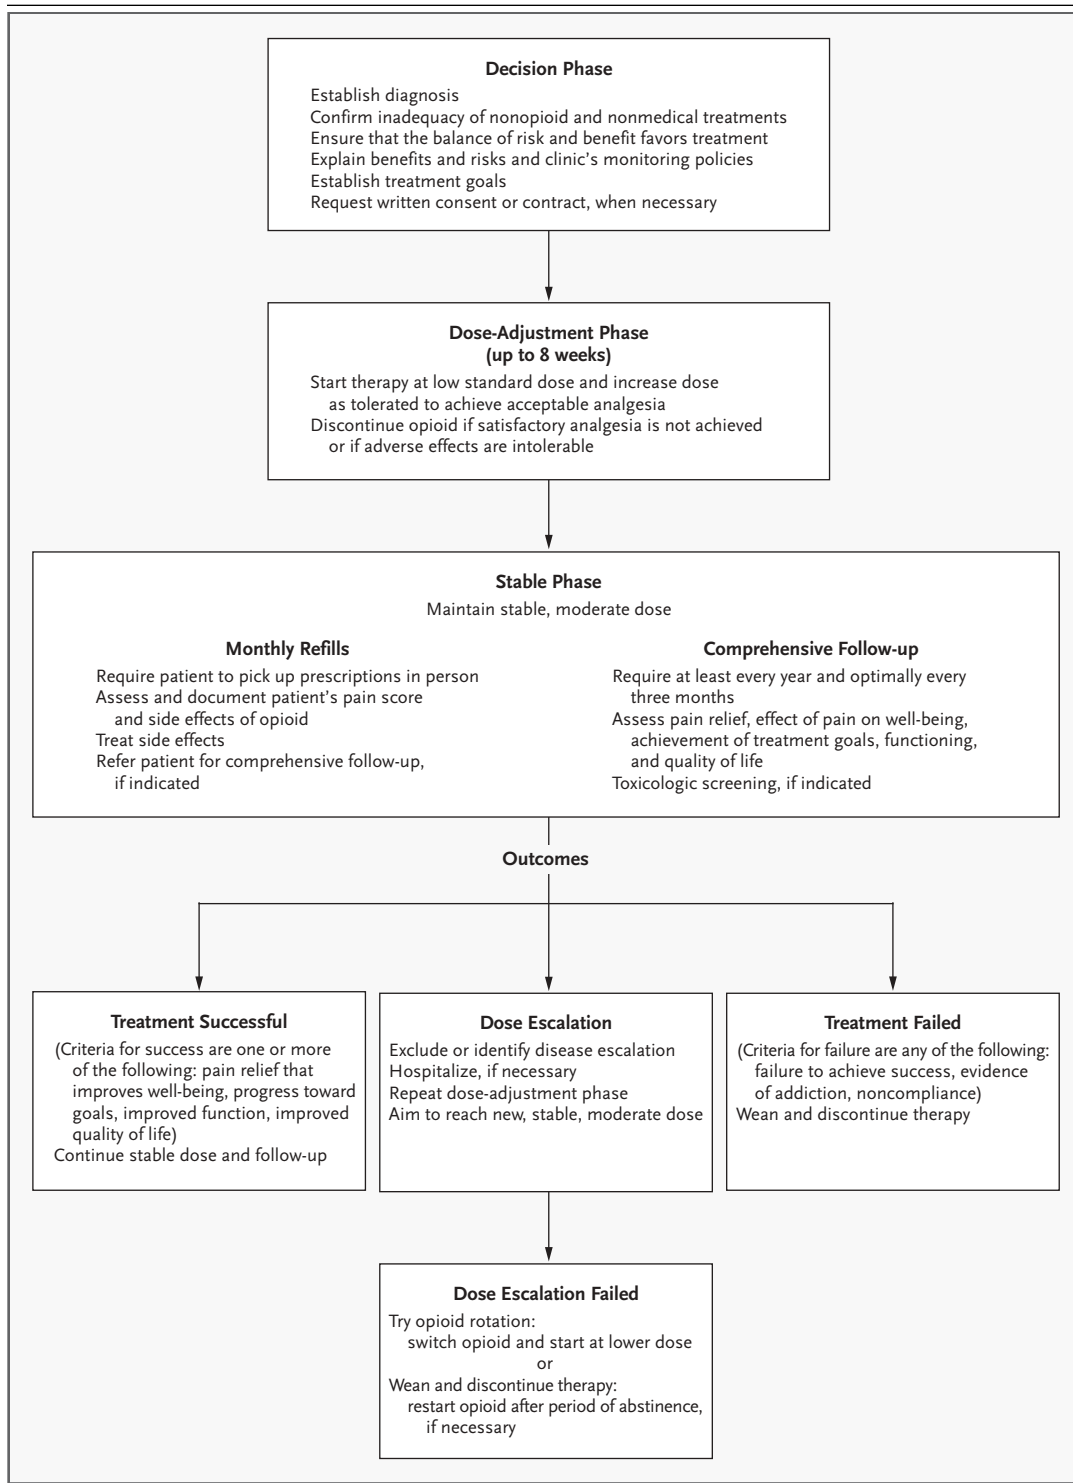 Decision Phase
Establish diagnosis
Confirm inadequacy of nonopioid and nonmedical treatments
Ensure that the balance of risk and benefit favors treatment
Explain benefits and risks and clinic's monitoring policies
Establish treatment goals
Request written consent or contract, when necessary
Dose-Adjustment Phase
(up to 8 weeks)
Start therapy at low standard dose and increase dose
as tolerated to achieve acceptable analgesia
Discontinue opioid if satisfactory analgesia is not achieved
or if adverse effects are intolerable
Stable Phase
Maintain stable, moderate dose
Monthly Refills
Require patient to pick up prescriptions in person
Assess and document patient's pain score
and side effects of opioid
Treat side effects
Refer patient for comprehensive follow-up,
if indicated
Comprehensive Follow-up
Require at least every year and optimally every
three months
Assess pain relief, effect of pain on well-being,
achievement of treatment goals, functioning,
and quality of life
Toxicologic screening, if indicated
Outcomes
Treatment Successful
(Criteria for success are one or more
of the following: pain relief that
improves well-being, progress toward
goals, improved function, improved
quality of life)
Continue stable dose and follow-up
Dose Escalation
Exclude or identify disease escalation
Hospitalize, if necessary
Repeat dose-adjustment phase
Aim to reach new, stable, moderate dose
Treatment Failed
(Criteria for failure are any of the following:
failure to achieve success, evidence
of addiction, noncompliance)
Wean and discontinue therapy
Dose Escalation Failed
Try opioid rotation:
switch opioid and start at lower dose
or
Wean and discontinue therapy:
restart opioid after period of abstinence,
if necessary